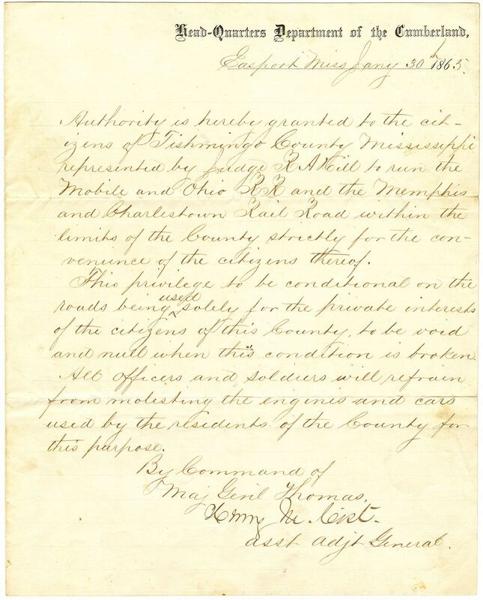 Head-Quarters Department of the Cumberland,
Easport Miss Jany 30th 1865.
Authority is hereby granted to the cit-
izens of Tishmingo County Mississippi
represented by Judge R A Hill to run the
Mobile and Ohio RR and the Memphis
and Charlestown Rail Road within the
limits of the County strictly for the con-
venience of the citizens thereof.
This privilege to be conditional on the
roads being used solely for the private interests
of the citizens of this County, to be void
and null when this condition is broken
All Officers and Soldiers will refrain
from molesting the engines and cars
used by the residents of the County for
this purpose.
By Command of
Maj Genl Thomas.
Henry M. Cist.
Asst Adjt General.